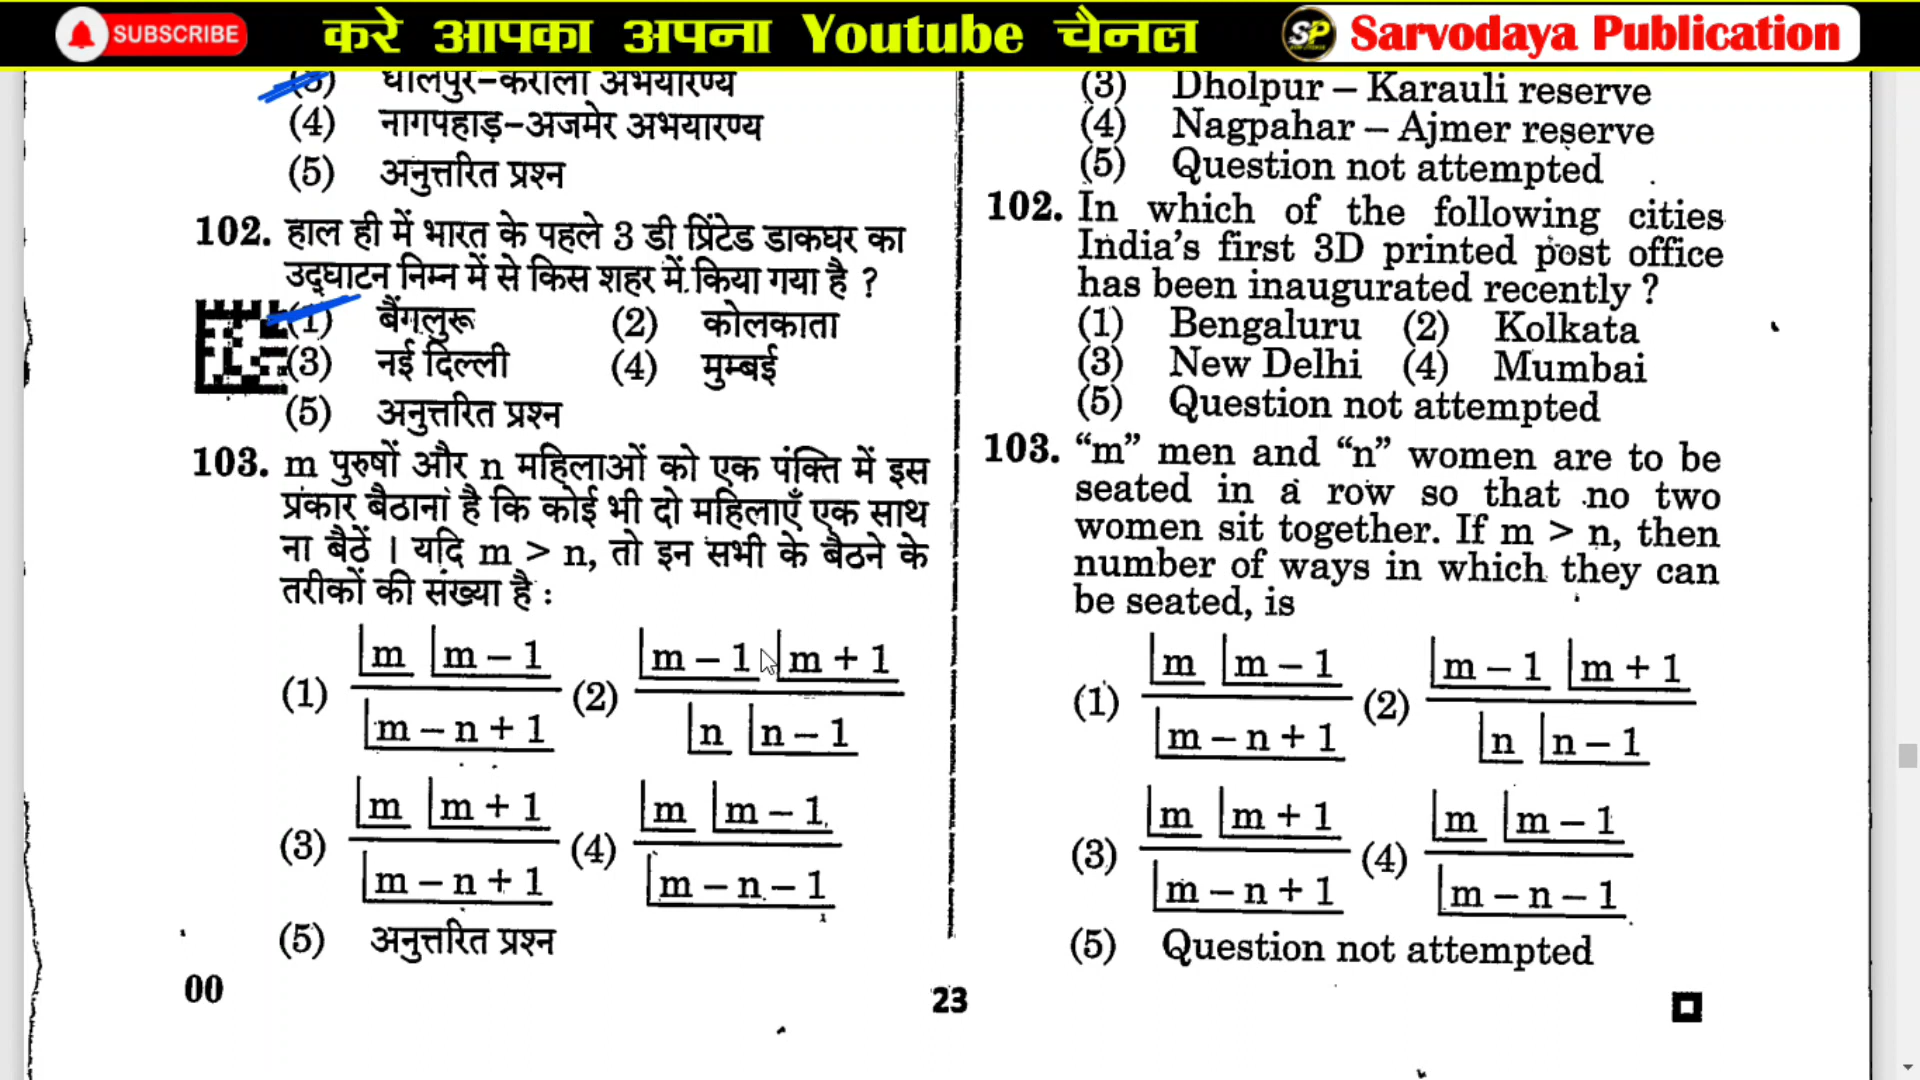 SUBSCRIBE
करे आपका अपना Youtube चैनल
SP
Sarvodaya Publication
(3) धौलपुर–करौली अभयारण्य
(4) नागपहाड़–अजमेर अभयारण्य
(5) अनुत्तरित प्रश्न
102. हाल ही में भारत के पहले 3 डी प्रिंटेड डाकघर का
उद्घाटन निम्न में से किस शहर में किया गया है ?
(1) बैंगलुरू (2) कोलकाता
(3) नई दिल्ली (4) मुम्बई
(5) अनुत्तरित प्रश्न
103. m पुरुषों और n महिलाओं को एक पंक्ति में इस
प्रकार बैठाना है कि कोई भी दो महिलाएँ एक साथ
ना बैठें । यदि m > n, तो इन सभी के बैठने के
तरीकों की संख्या है :
|m |m – 1 |m – 1 |m + 1
(1) (2)
|m – n + 1 |n |n – 1
|m |m + 1 |m |m – 1
(3) (4)
|m – n + 1 |m – n – 1
(5) अनुत्तरित प्रश्न
00
(3) Dholpur – Karauli reserve
(4) Nagpahar – Ajmer reserve
(5) Question not attempted
102. In which of the following cities
India's first 3D printed post office
has been inaugurated recently ?
(1) Bengaluru (2) Kolkata
(3) New Delhi (4) Mumbai
(5) Question not attempted
103. “m” men and “n” women are to be
seated in a row so that no two
women sit together. If m > n, then
number of ways in which they can
be seated, is
|m |m – 1 |m – 1 |m + 1
(1) (2)
|m – n + 1 |n |n – 1
|m |m + 1 |m |m – 1
(3) (4)
|m – n + 1 |m – n – 1
(5) Question not attempted
23